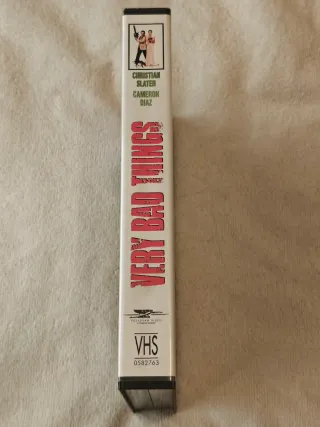 CHRISTIAN
SLATER
CAMERON
DIAZ
VERY BAD THINGS
VHS
0582763